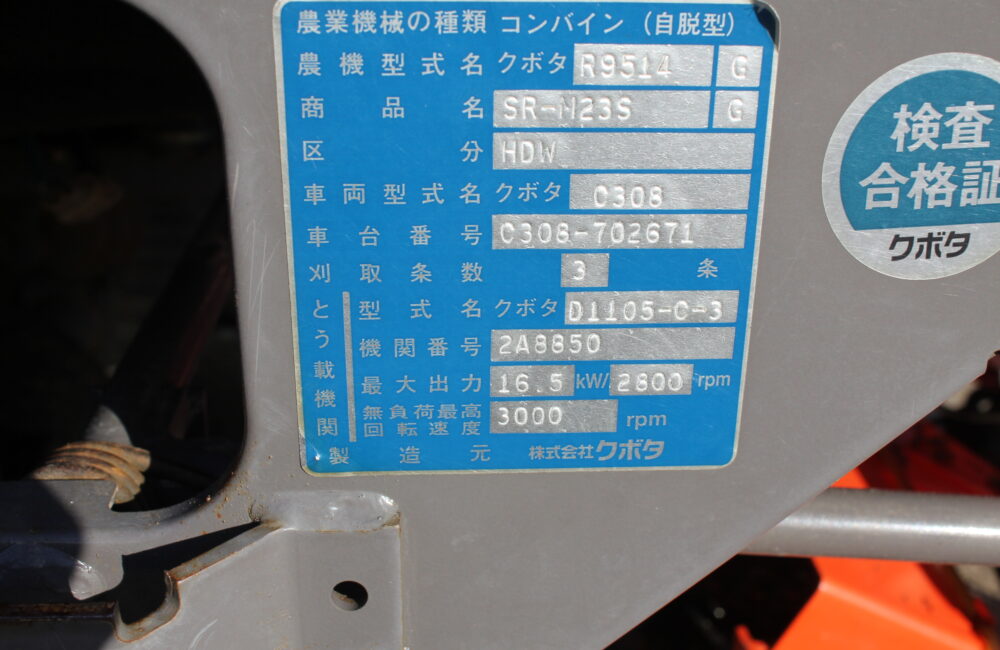 農業機械の種類 コンバイン (自脱型)
農機型式名 クボタ R9514 G
商品名 SR-M23S G
区分 HDW
車両型式名 クボタ C308
車台番号 C308-702671
刈取条数 3 条
とう載機関
型式名 クボタ D1105-C-3
機関番号 2A8850
最大出力 16.5 kW/ 2800 rpm
無負荷最高回転速度 3000 rpm
製造元 株式会社クボタ
検査
合格証
クボタ